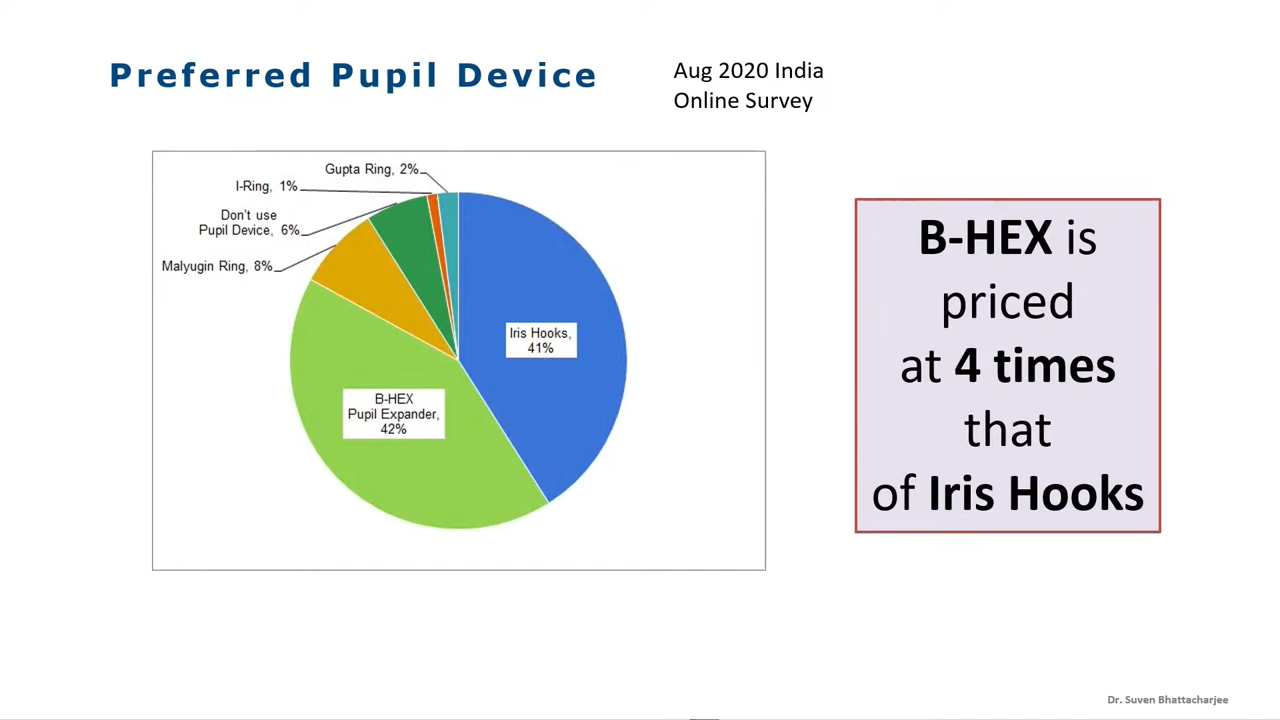 Preferred Pupil Device
Aug 2020 India
Online Survey
Gupta Ring, 2%
I-Ring, 1%
Don't use
Pupil Device, 6%
Malyugin Ring, 8%
Iris Hooks,
41%
B-HEX
Pupil Expander,
42%
B-HEX is
priced
at 4 times
that
of Iris Hooks
Dr. Suven Bhattacharjee